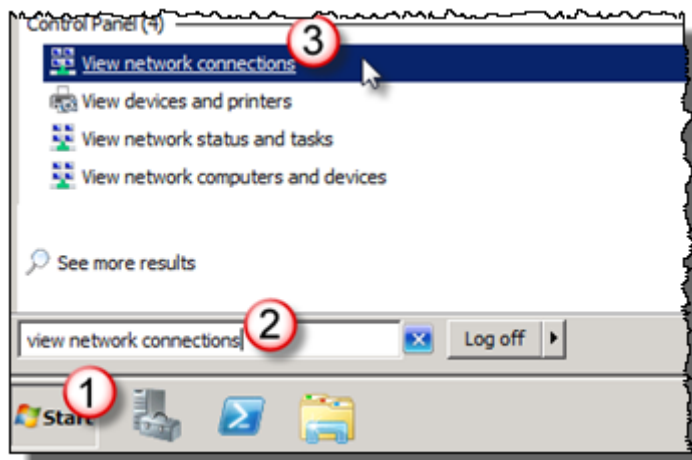 Control Panel (4)
3
View network connections
View devices and printers
View network status and tasks
View network computers and devices
See more results
view network connections
2
Log off
1
Start